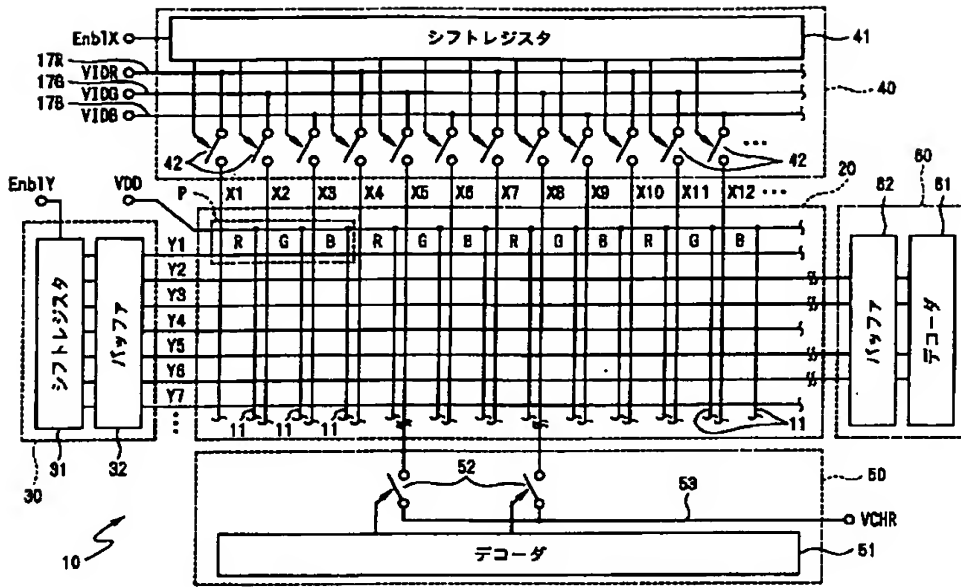 EnblX
シフトレジスタ
41
17R
VIDR
17G
VIDG
17B
VIDB
40
42
42
EnblY
VDD
P
X1 X2 X3 X4 X5 X6 X7 X8 X9 X10 X11 X12 ...
20
60
62
61
R G B R G B R G B R G B
Y1
Y2
Y3
Y4
Y5
Y6
Y7
シフトレジスタ
バッファ
バッファ
デコーダ
11 11 11 11
31
32
30
52
53
50
VCHR
デコーダ
51
10